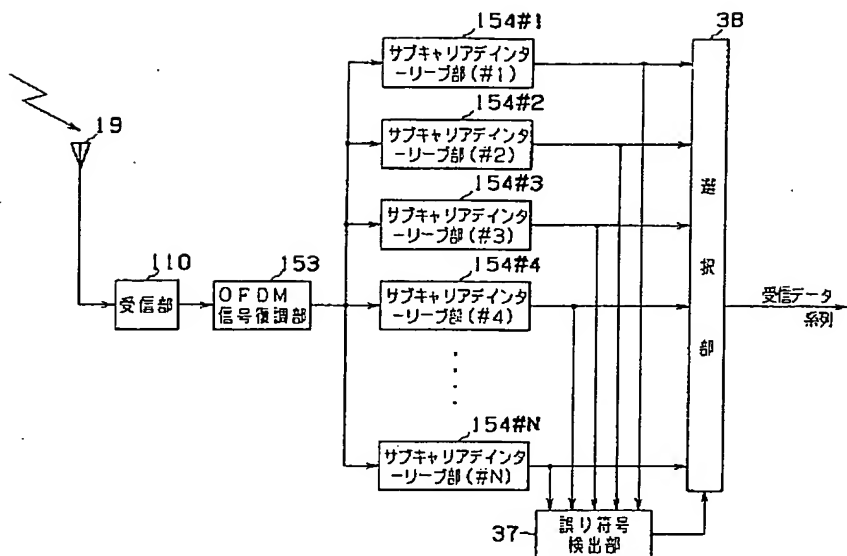 154#1
サブキャリアデインタ
ーリーブ部(#1)
38
19
154#2
サブキャリアデインタ
ーリーブ部(#2)
154#3
サブキャリアデインタ
ーリーブ部(#3)
110
受信部
153
OFDM
信号復調部
154#4
サブキャリアデインタ
ーリーブ部(#4)
選択部
受信データ
系列
154#N
サブキャリアデインタ
ーリーブ部(#N)
37
誤り符号
検出部